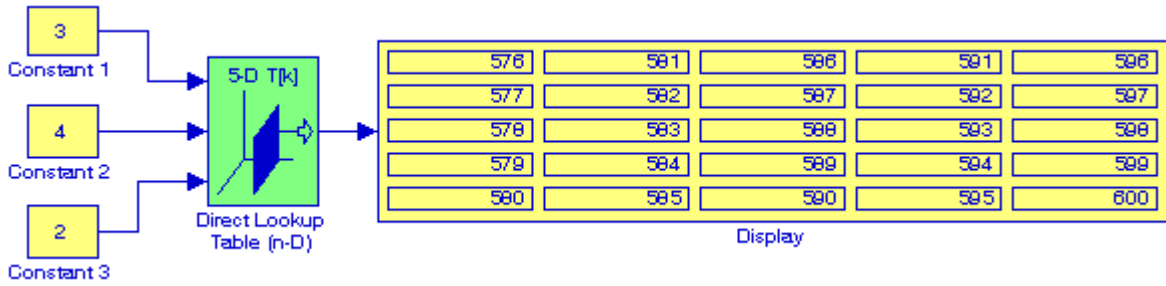 3
Constant 1
4
Constant 2
2
Constant 3
5-D T[k]
Direct Lookup
Table (n-D)
576 581 586 591 596
577 582 587 592 597
578 583 588 593 598
579 584 589 594 599
580 585 590 595 600
Display